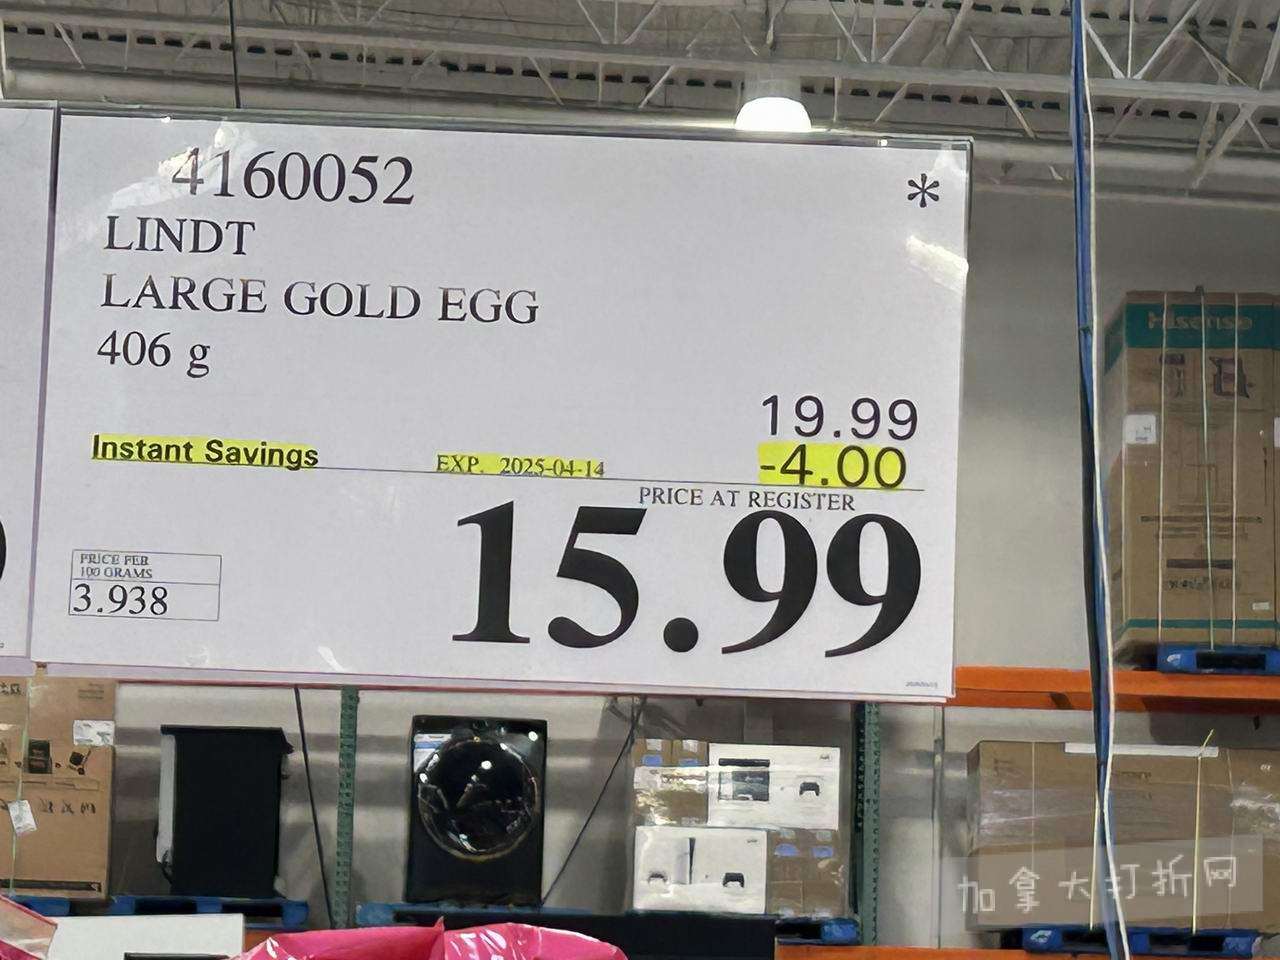 4160052
*
LINDT
LARGE GOLD EGG
406 g
19.99
Instant Savings EXP. 2025-04-14 -4.00
PRICE AT REGISTER
15.99
PRICE PER
100 GRAMS
3.938
Hisense
加拿大打折网